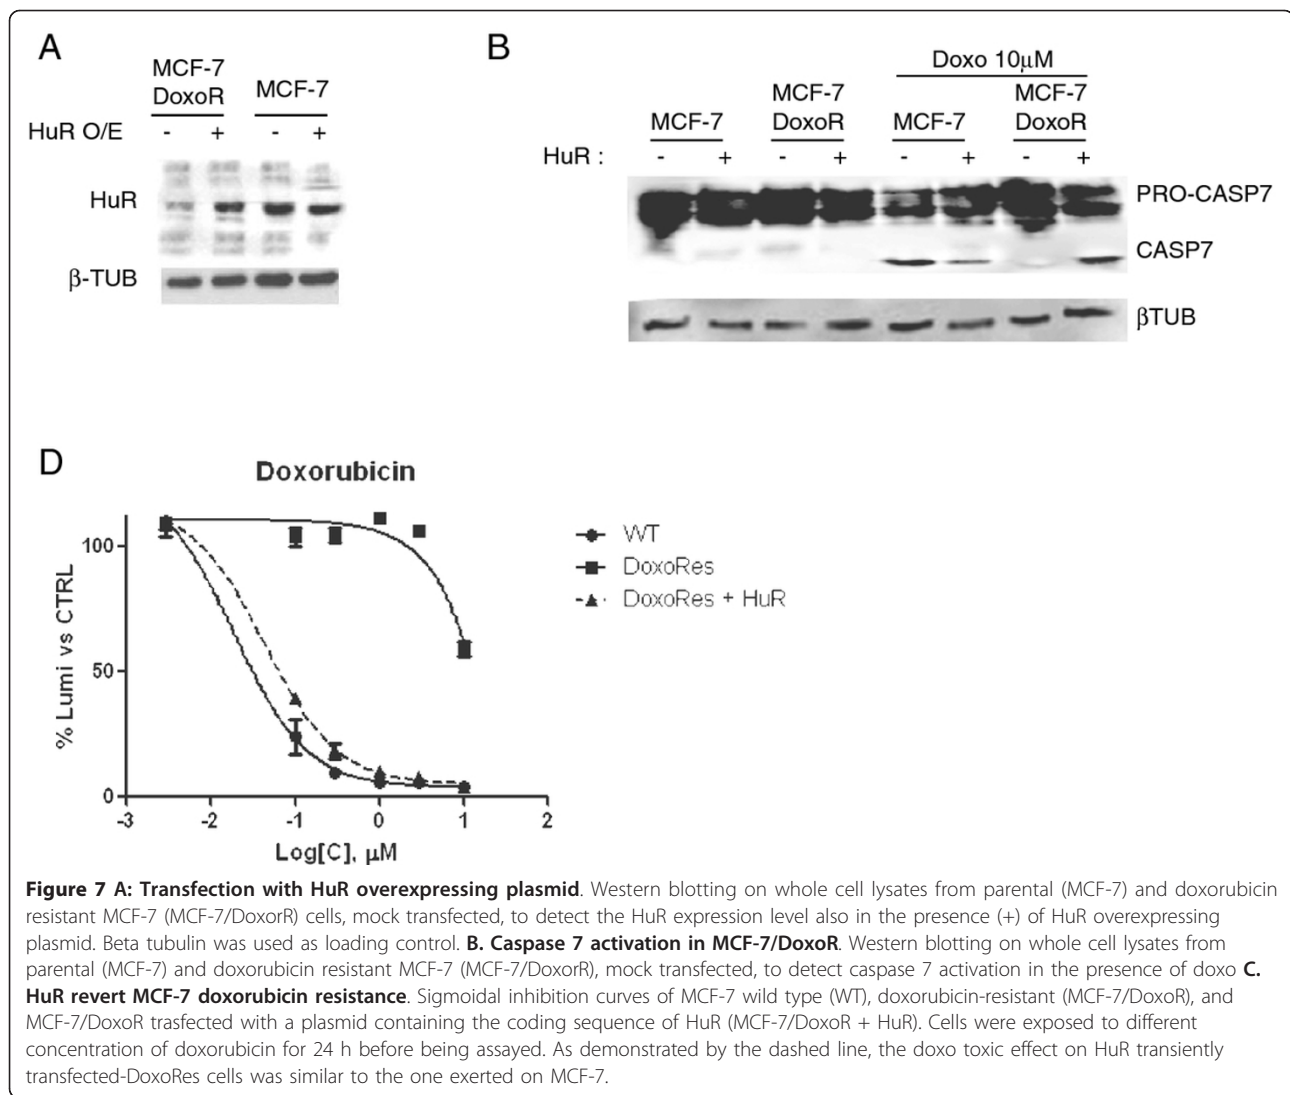 A
MCF-7
DoxoR
MCF-7
HuR O/E - + - +
HuR
β-TUB
B
Doxo 10µM
MCF-7
MCF-7
DoxoR
MCF-7
MCF-7
DoxoR
HuR : - + - + - + - +
PRO-CASP7
CASP7
βTUB
D
Doxorubicin
% Lumi vs CTRL
100
50
0
-3 -2 -1 0 1 2
Log[C], µM
WT
DoxoRes
DoxoRes + HuR
Figure 7 A: Transfection with HuR overexpressing plasmid. Western blotting on whole cell lysates from parental (MCF-7) and doxorubicin
resistant MCF-7 (MCF-7/DoxorR) cells, mock transfected, to detect the HuR expression level also in the presence (+) of HuR overexpressing
plasmid. Beta tubulin was used as loading control. B. Caspase 7 activation in MCF-7/DoxoR. Western blotting on whole cell lysates from
parental (MCF-7) and doxorubicin resistant MCF-7 (MCF-7/DoxorR), mock transfected, to detect caspase 7 activation in the presence of doxo C.
HuR revert MCF-7 doxorubicin resistance. Sigmoidal inhibition curves of MCF-7 wild type (WT), doxorubicin-resistant (MCF-7/DoxoR), and
MCF-7/DoxoR trasfected with a plasmid containing the coding sequence of HuR (MCF-7/DoxoR + HuR). Cells were exposed to different
concentration of doxorubicin for 24 h before being assayed. As demonstrated by the dashed line, the doxo toxic effect on HuR transiently
transfected-DoxoRes cells was similar to the one exerted on MCF-7.